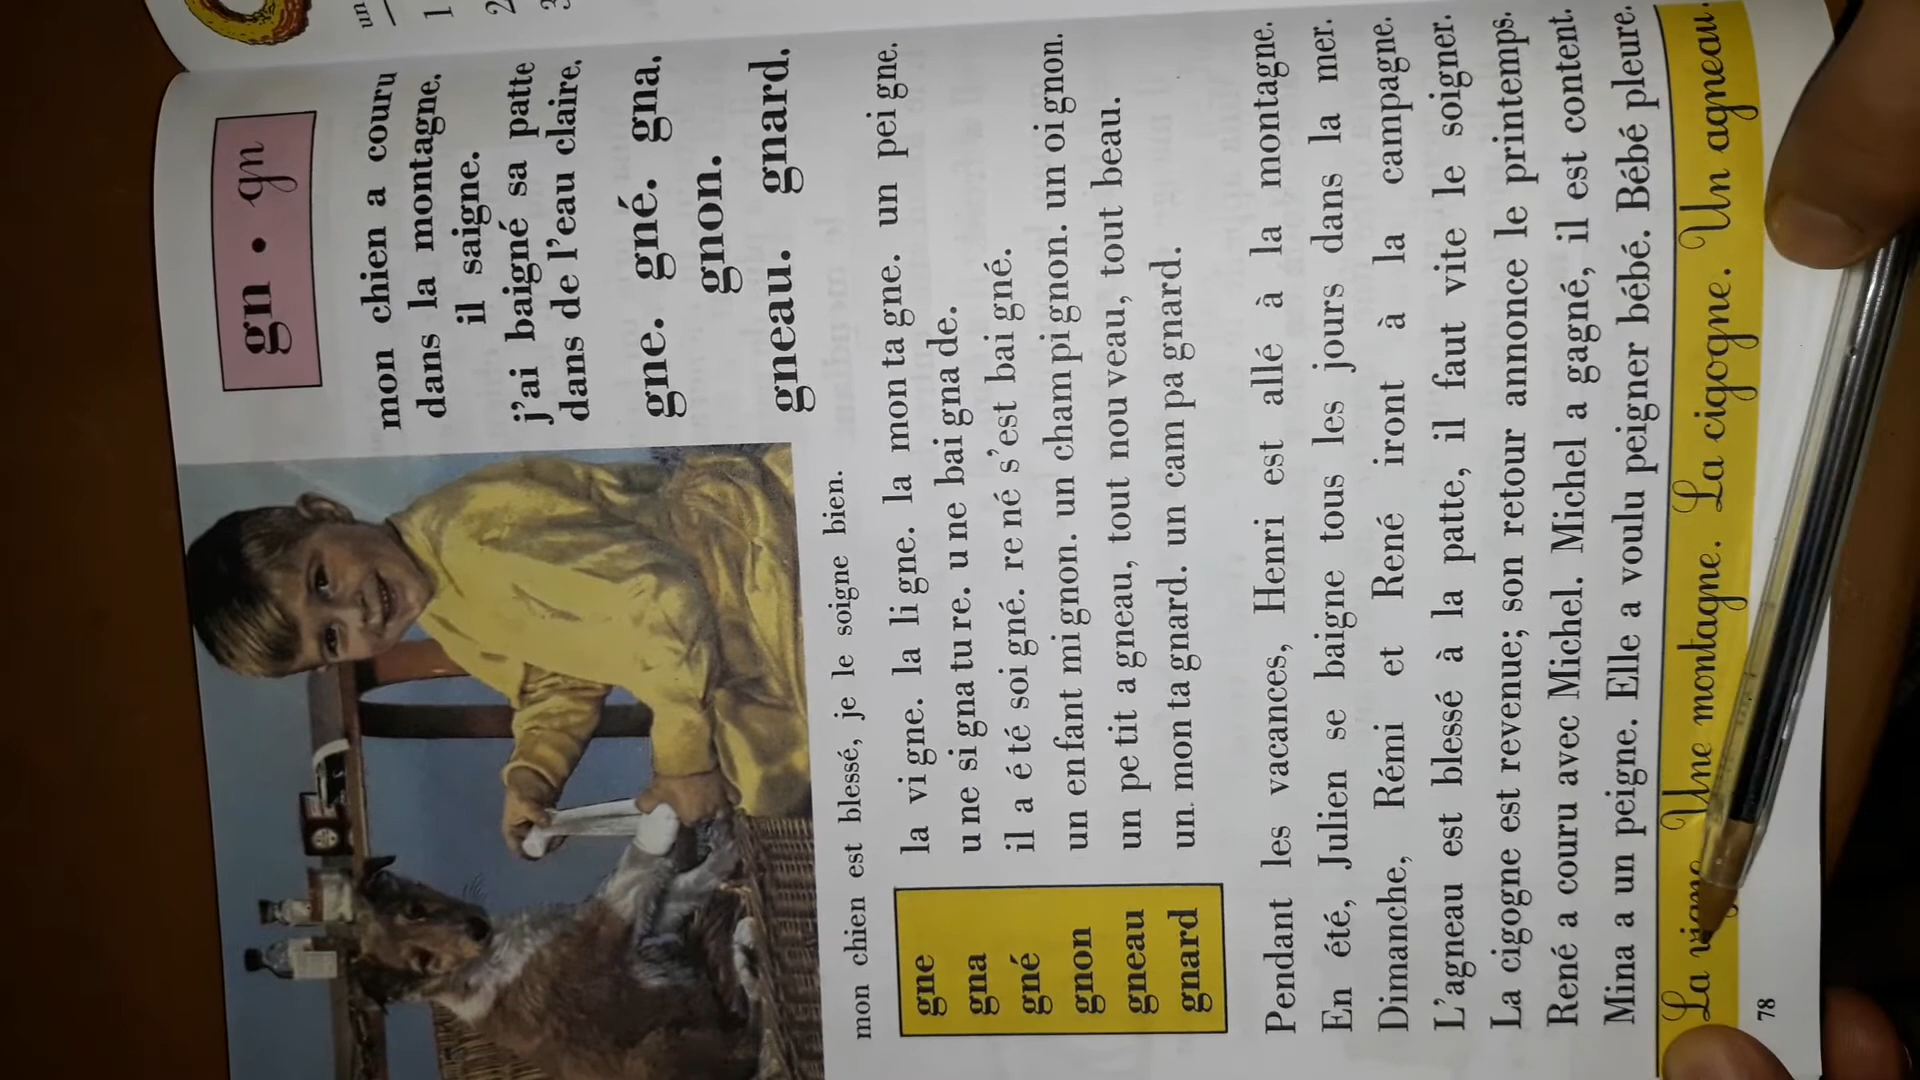 gn • gn
mon chien a couru
dans la montagne.
il saigne.
j'ai baigné sa patte
dans de l'eau claire.
gne. gné. gna.
gnon.
gneau. gnard.
mon chien est blessé, je le soigne bien.
gne
gna
gné
gnon
gneau
gnard
la vi gne. la li gne. la mon ta gne. un pei gne.
u ne si gna tu re. u ne bai gna de.
il a é té soi gné. re né s'est bai gné.
un en fant mi gnon. un cham pi gnon. un oi gnon.
un pe tit a gneau, tout nou veau, tout beau.
un mon ta gnard. un cam pa gnard.
Pendant les vacances, Henri est allé à la montagne.
En été, Julien se baigne tous les jours dans la mer.
Dimanche, Rémi et René iront à la campagne.
L'agneau est blessé à la patte, il faut vite le soigner.
La cigogne est revenue; son retour annonce le printemps.
René a couru avec Michel. Michel a gagné, il est content.
Mina a un peigne. Elle a voulu peigner bébé. Bébé pleure.
La vigne. Une montagne. La cigogne. Un agneau.
78
un
1
2
3